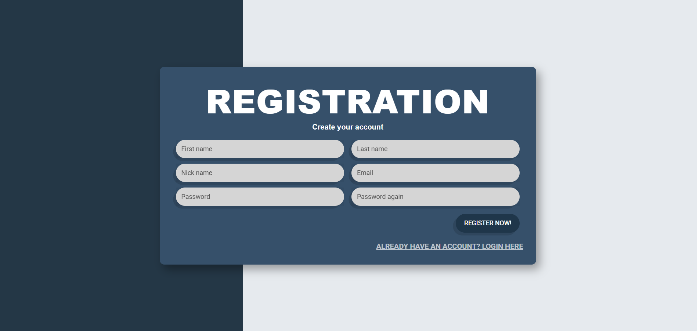 REGISTRATION
Create your account
First name
Last name
Nick name
Email
Password
Password again
REGISTER NOW!
ALREADY HAVE AN ACCOUNT? LOGIN HERE